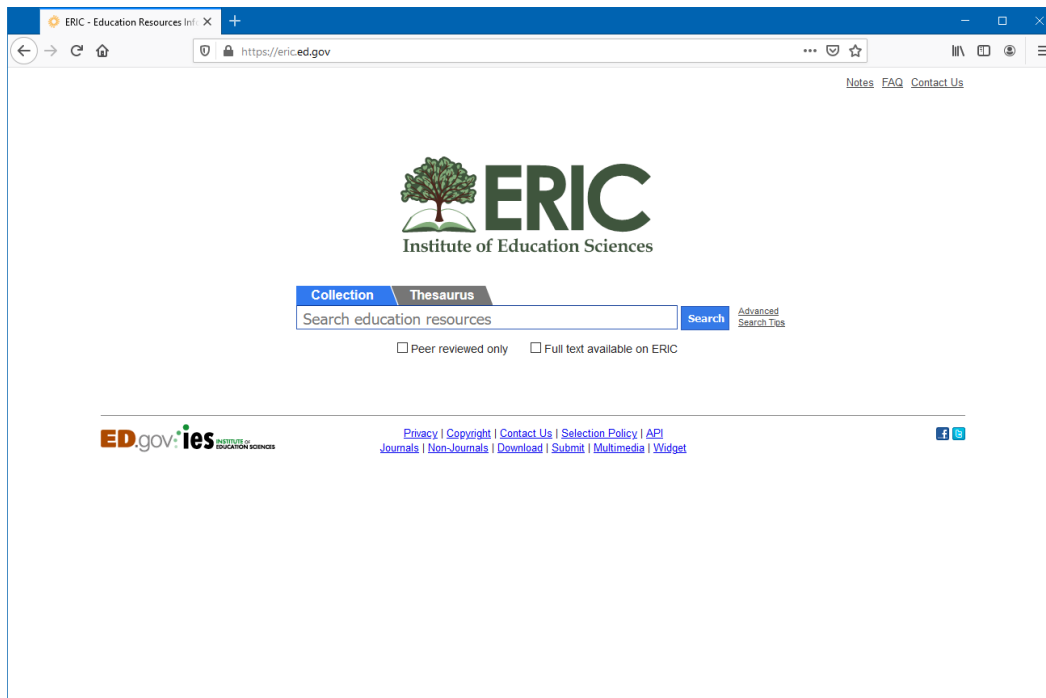 ERIC - Education Resources Inf
https://eric.ed.gov
Notes FAQ Contact Us
ERIC
Institute of Education Sciences
Collection Thesaurus
Search education resources
Search
Advanced
Search Tips
Peer reviewed only Full text available on ERIC
ED.gov ies INSTITUTE OF
EDUCATION SCIENCES
Privacy | Copyright | Contact Us | Selection Policy | API
Journals | Non-Journals | Download | Submit | Multimedia | Widget